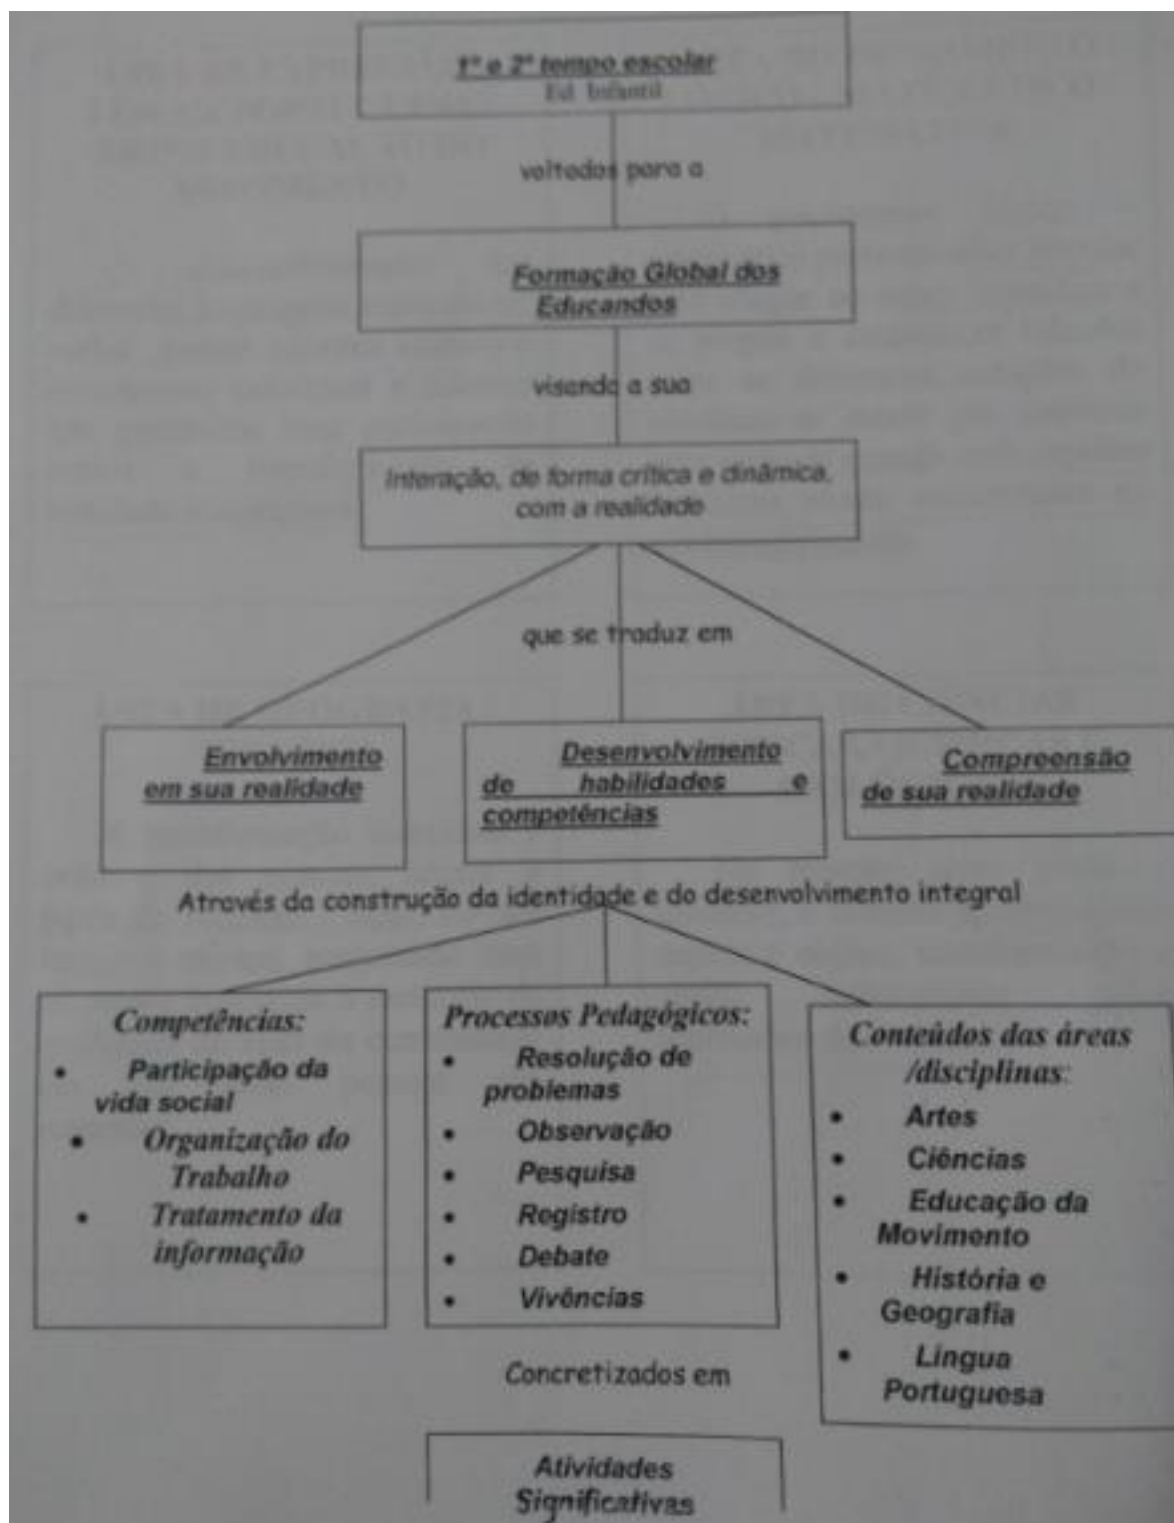 1º e 2º tempo escolar
Ed. Infantil
voltados para a
Formação Global dos
Educandos
visando a sua
Interação, de forma crítica e dinâmica,
com a realidade
que se traduz em
Envolvimento
em sua realidade
Desenvolvimento
de habilidades e
competências
Compreensão
de sua realidade
Através da construção da identidade e do desenvolvimento integral
Competências:
• Participação da
vida social
• Organização do
Trabalho
• Tratamento da
informação
Processos Pedagógicos:
• Resolução de
problemas
• Observação
• Pesquisa
• Registro
• Debate
• Vivências
Conteúdos das áreas
/disciplinas:
• Artes
• Ciências
• Educação da
Movimento
• História e
Geografia
• Língua
Portuguesa
Concretizados em
Atividades
Significativas